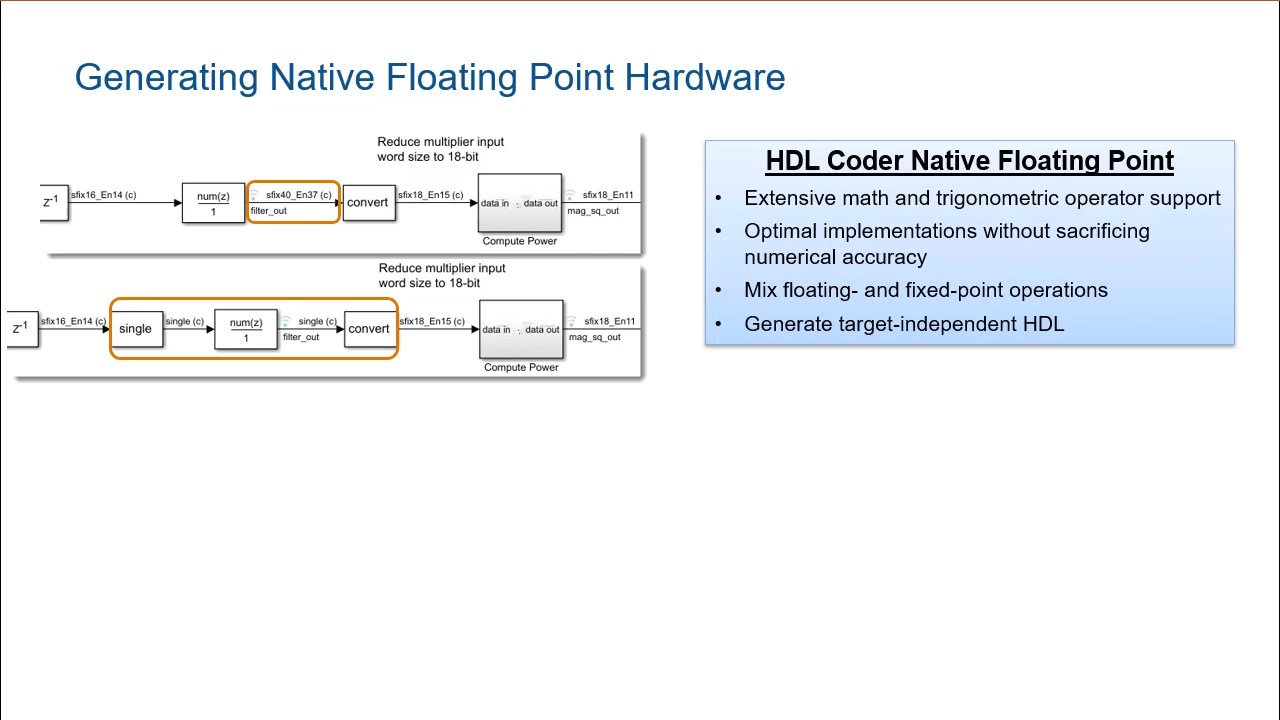 Generating Native Floating Point Hardware
Reduce multiplier input
word size to 18-bit
z-1
sfix16_En14 (c)
num(z)
1
sfix40_En37 (c)
filter_out
convert
sfix18_En15 (c)
data in
data out
Compute Power
sfix18_En11
mag_sq_out
Reduce multiplier input
word size to 18-bit
z-1
sfix16_En14 (c)
single
single (c)
num(z)
1
single (c)
filter_out
convert
sfix18_En15 (c)
data in
data out
Compute Power
sfix18_En11
mag_sq_out
HDL Coder Native Floating Point
• Extensive math and trigonometric operator support
• Optimal implementations without sacrificing
numerical accuracy
• Mix floating- and fixed-point operations
• Generate target-independent HDL